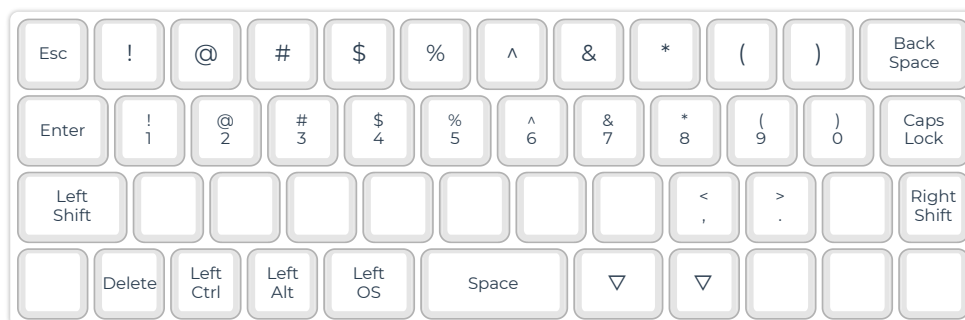 Esc ! @ # $ % ^ & * ( ) Back Space
Enter ! 1 @ 2 # 3 $ 4 % 5 ^ 6 & 7 * 8 ( 9 ) 0 Caps Lock
Left Shift < , > . Right Shift
Delete Left Ctrl Left Alt Left OS Space ▽ ▽